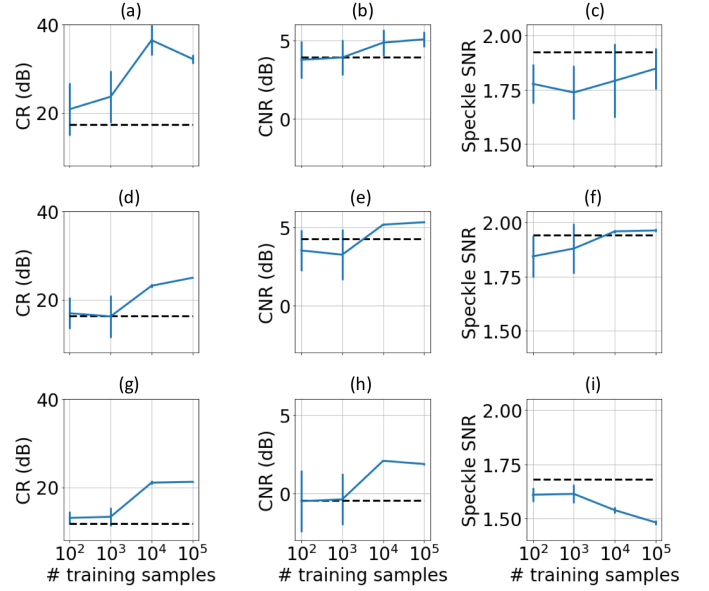 (a) (b) (c)
40
20
CR (dB)
5
0
CNR (dB)
2.00
1.75
1.50
Speckle SNR
(d) (e) (f)
40
20
CR (dB)
5
0
CNR (dB)
2.00
1.75
1.50
Speckle SNR
(g) (h) (i)
40
20
CR (dB)
5
0
CNR (dB)
2.00
1.75
1.50
Speckle SNR
10² 10³ 10⁴ 10⁵
10² 10³ 10⁴ 10⁵
10² 10³ 10⁴ 10⁵
# training samples
# training samples
# training samples